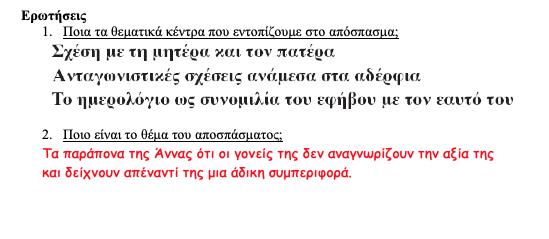 Ερωτήσεις
1. Ποια τα θεματικά κέντρα που εντοπίζουμε στο απόσπασμα;
Σχέση με τη μητέρα και τον πατέρα
Ανταγωνιστικές σχέσεις ανάμεσα στα αδέρφια
Το ημερολόγιο ως συνομιλία του εφήβου με τον εαυτό του
2. Ποιο είναι το θέμα του αποσπάσματος;
Τα παράπονα της Άννας ότι οι γονείς της δεν αναγνωρίζουν την αξία της
και δείχνουν απέναντί της μια άδικη συμπεριφορά.